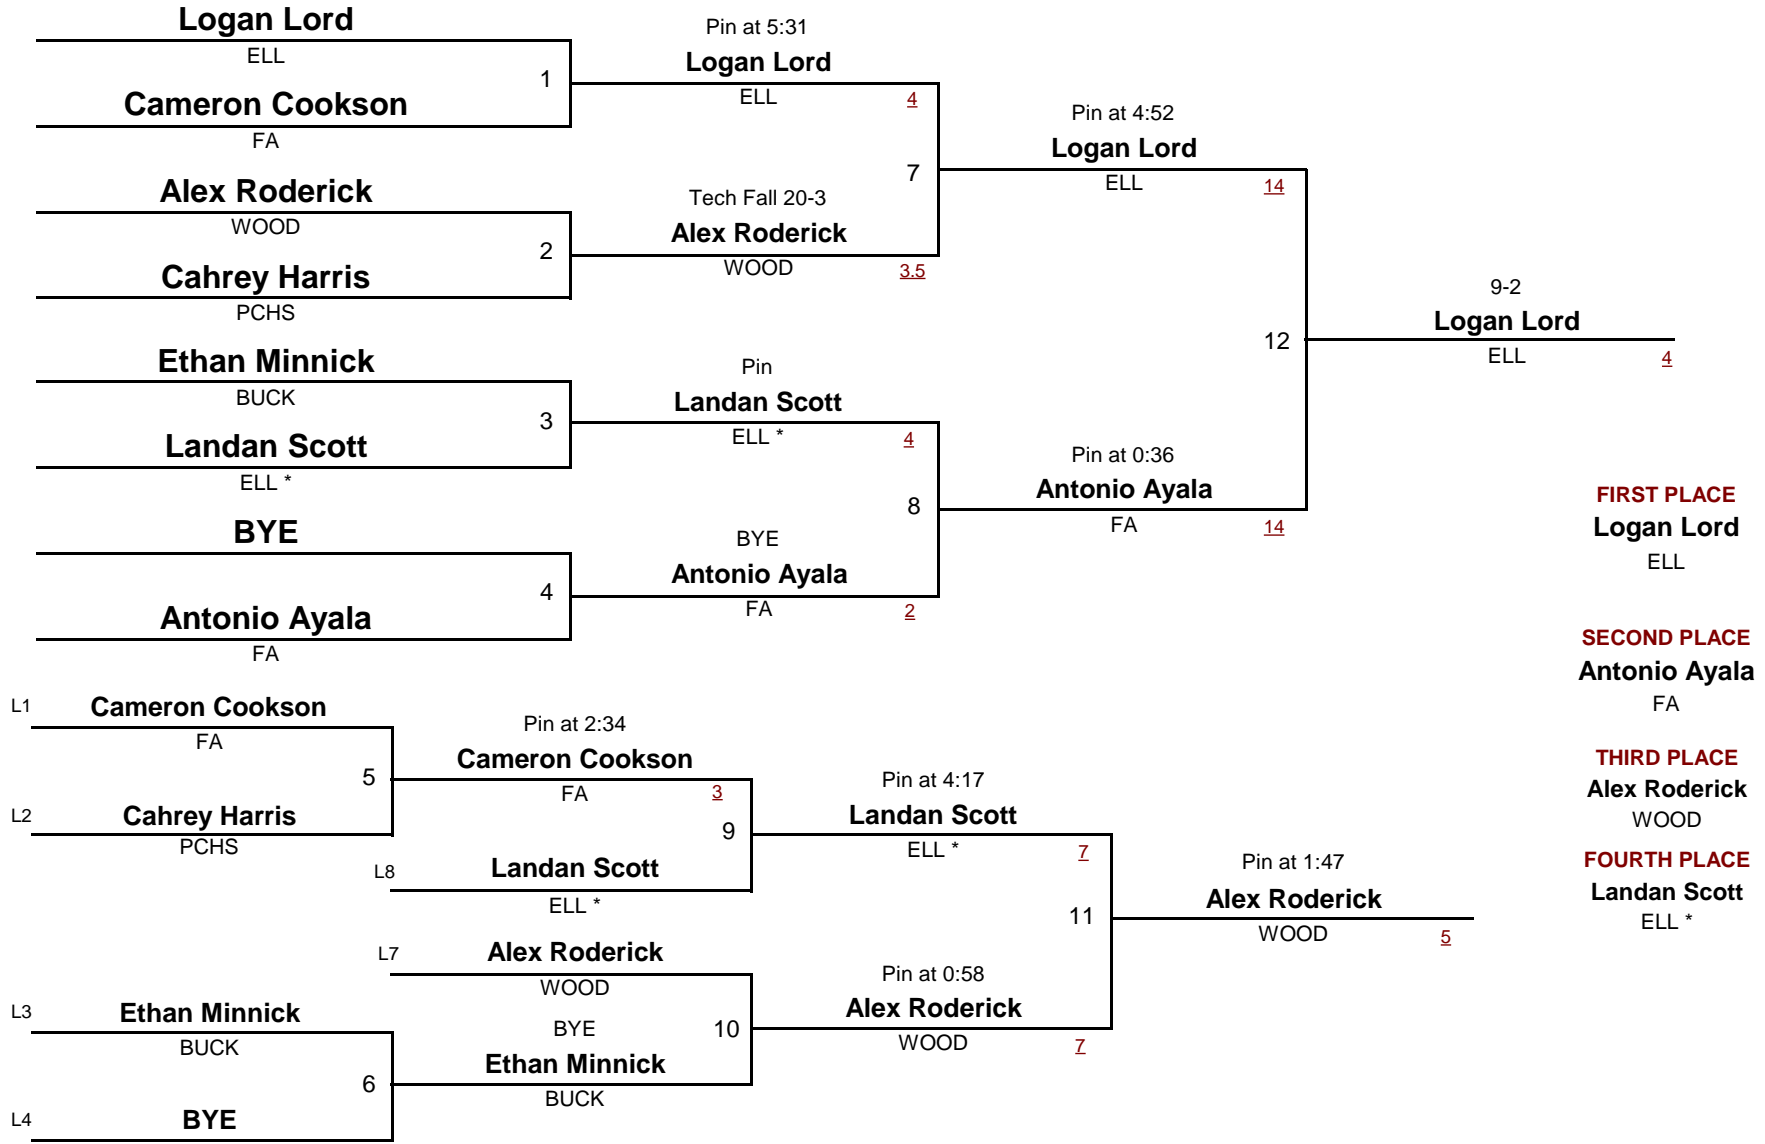 Logan Lord
ELL
1
Cameron Cookson
FA
Alex Roderick
WOOD
2
Cahrey Harris
PCHS
Ethan Minnick
BUCK
3
Landan Scott
ELL *
BYE
4
Antonio Ayala
FA
Pin at 5:31
Logan Lord
ELL 4
7
Tech Fall 20-3
Alex Roderick
WOOD 3.5
Pin
Landan Scott
ELL * 4
8
BYE
Antonio Ayala
FA 2
Pin at 4:52
Logan Lord
ELL 14
12
Pin at 0:36
Antonio Ayala
FA 14
9-2
Logan Lord
ELL 4
FIRST PLACE
Logan Lord
ELL
SECOND PLACE
Antonio Ayala
FA
THIRD PLACE
Alex Roderick
WOOD
FOURTH PLACE
Landan Scott
ELL *
L1 Cameron Cookson
FA
5
L2 Cahrey Harris
PCHS
L3 Ethan Minnick
BUCK
6
L4 BYE
Pin at 2:34
Cameron Cookson
FA 3
9
L8 Landan Scott
ELL *
L7 Alex Roderick
WOOD
BYE 10
Ethan Minnick
BUCK
Pin at 4:17
Landan Scott
ELL * 7
11
Pin at 0:58
Alex Roderick
WOOD 7
Pin at 1:47
Alex Roderick
WOOD 5